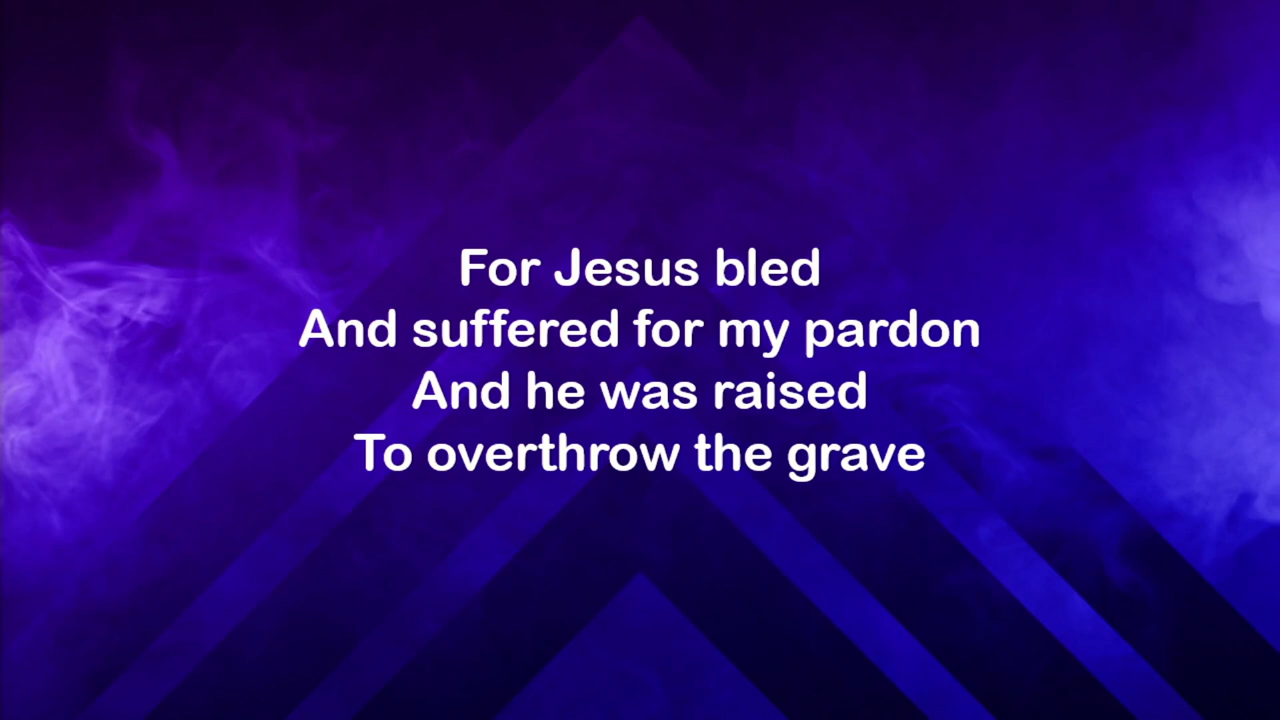 For Jesus bled
And suffered for my pardon
And he was raised
To overthrow the grave